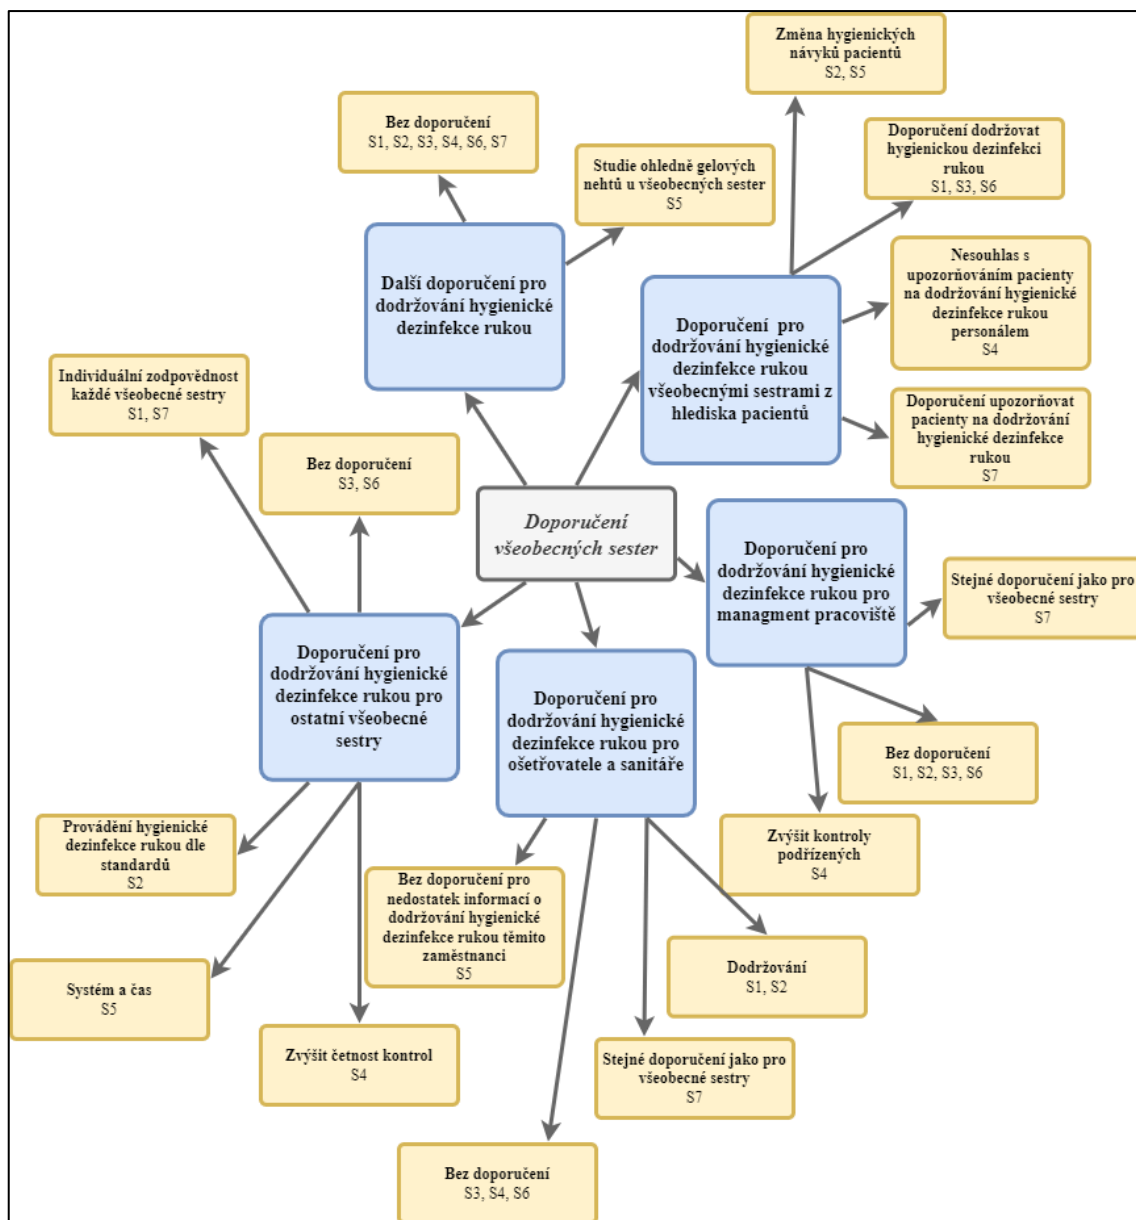 Změna hygienických
návyků pacientů
S2, S5
Bez doporučení
S1, S2, S3, S4, S6, S7
Studie ohledně gelových
nehtů u všeobecných sester
S5
Doporučení dodržovat
hygienickou dezinfekci
rukou
S1, S3, S6
Další doporučení pro
dodržování hygienické
dezinfekce rukou
Doporučení pro
dodržování hygienické
dezinfekce rukou
všeobecnými sestrami z
hlediska pacientů
Nesouhlas s
upozorňováním pacienty
na dodržování hygienické
dezinfekce rukou
personálem
S4
Individuální zodpovědnost
každé všeobecné sestry
S1, S7
Doporučení upozorňovat
pacienty na dodržování
hygienické dezinfekce
rukou
S7
Bez doporučení
S3, S6
Doporučení
všeobecných sester
Doporučení pro
dodržování hygienické
dezinfekce rukou pro
managment pracoviště
Stejné doporučení jako pro
všeobecné sestry
S7
Doporučení pro
dodržování hygienické
dezinfekce rukou pro
ostatní všeobecné
sestry
Doporučení pro
dodržování hygienické
dezinfekce rukou pro
ošetřovatele a sanitáře
Bez doporučení
S1, S2, S3, S6
Provádění hygienické
dezinfekce rukou dle
standardů
S2
Zvýšit kontroly
podřízených
S4
Bez doporučení pro
nedostatek informací o
dodržování hygienické
dezinfekce rukou těmito
zaměstnanci
S5
Systém a čas
S5
Dodržování
S1, S2
Zvýšit četnost kontrol
S4
Stejné doporučení jako pro
všeobecné sestry
S7
Bez doporučení
S3, S4, S6